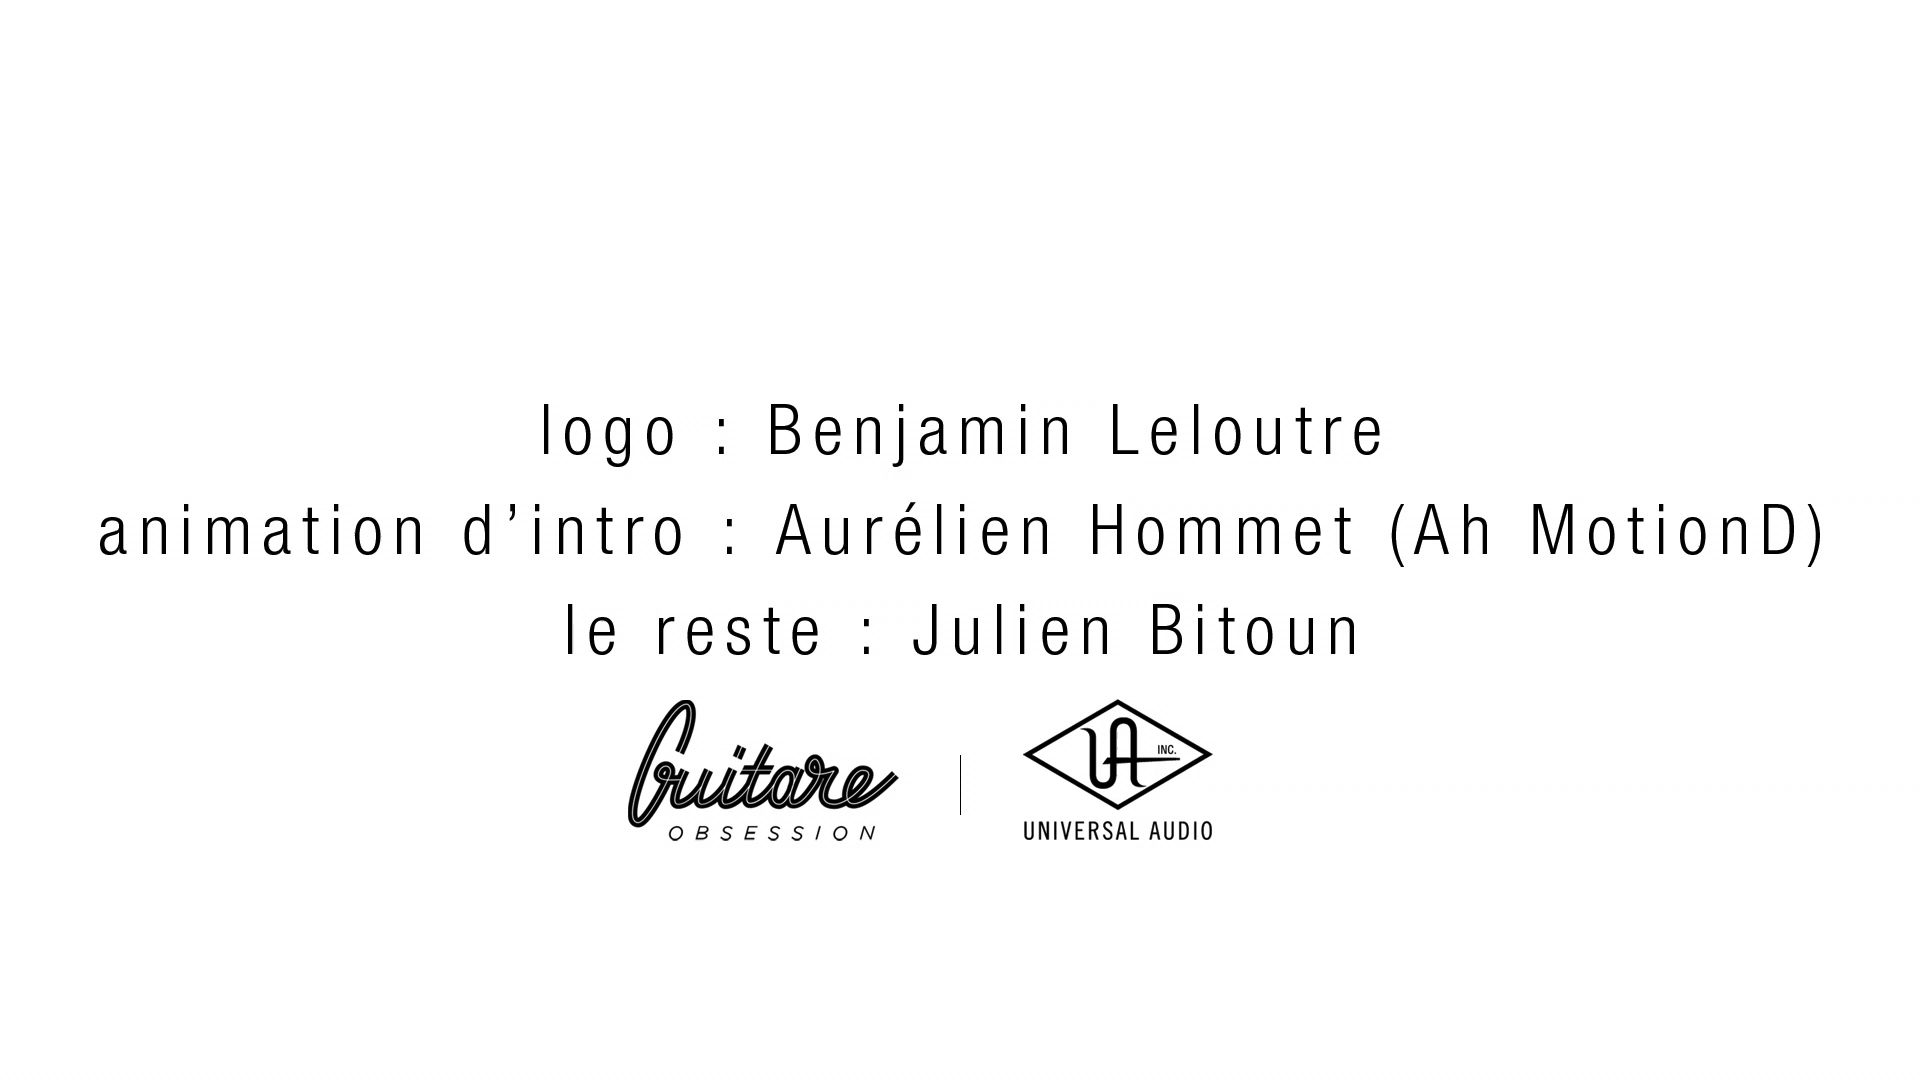 logo : Benjamin Leloutre
animation d’intro : Aurélien Hommet (Ah MotionD)
le reste : Julien Bitoun
Guitare
OBSESSION
UA INC.
UNIVERSAL AUDIO